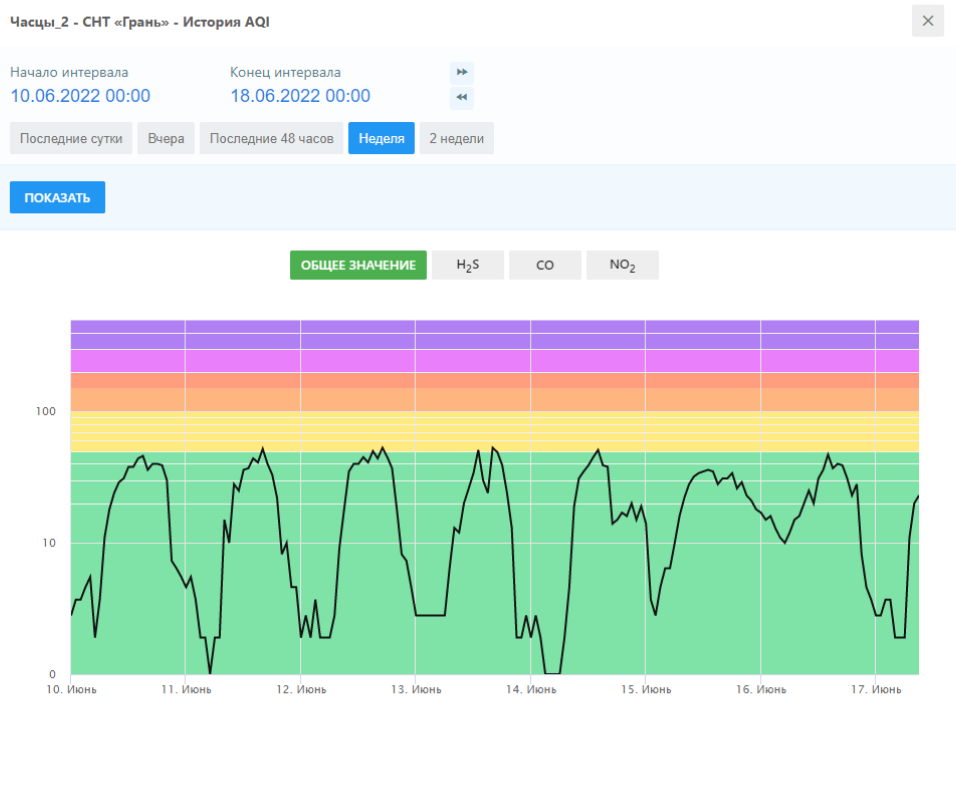 Часцы_2 - СНТ «Грань» - История AQI
Начало интервала
Конец интервала
10.06.2022 00:00
18.06.2022 00:00
Последние сутки
Вчера
Последние 48 часов
Неделя
2 недели
ПОКАЗАТЬ
ОБЩЕЕ ЗНАЧЕНИЕ
H₂S
CO
NO₂
100
10
0
10. Июнь
11. Июнь
12. Июнь
13. Июнь
14. Июнь
15. Июнь
16. Июнь
17. Июнь